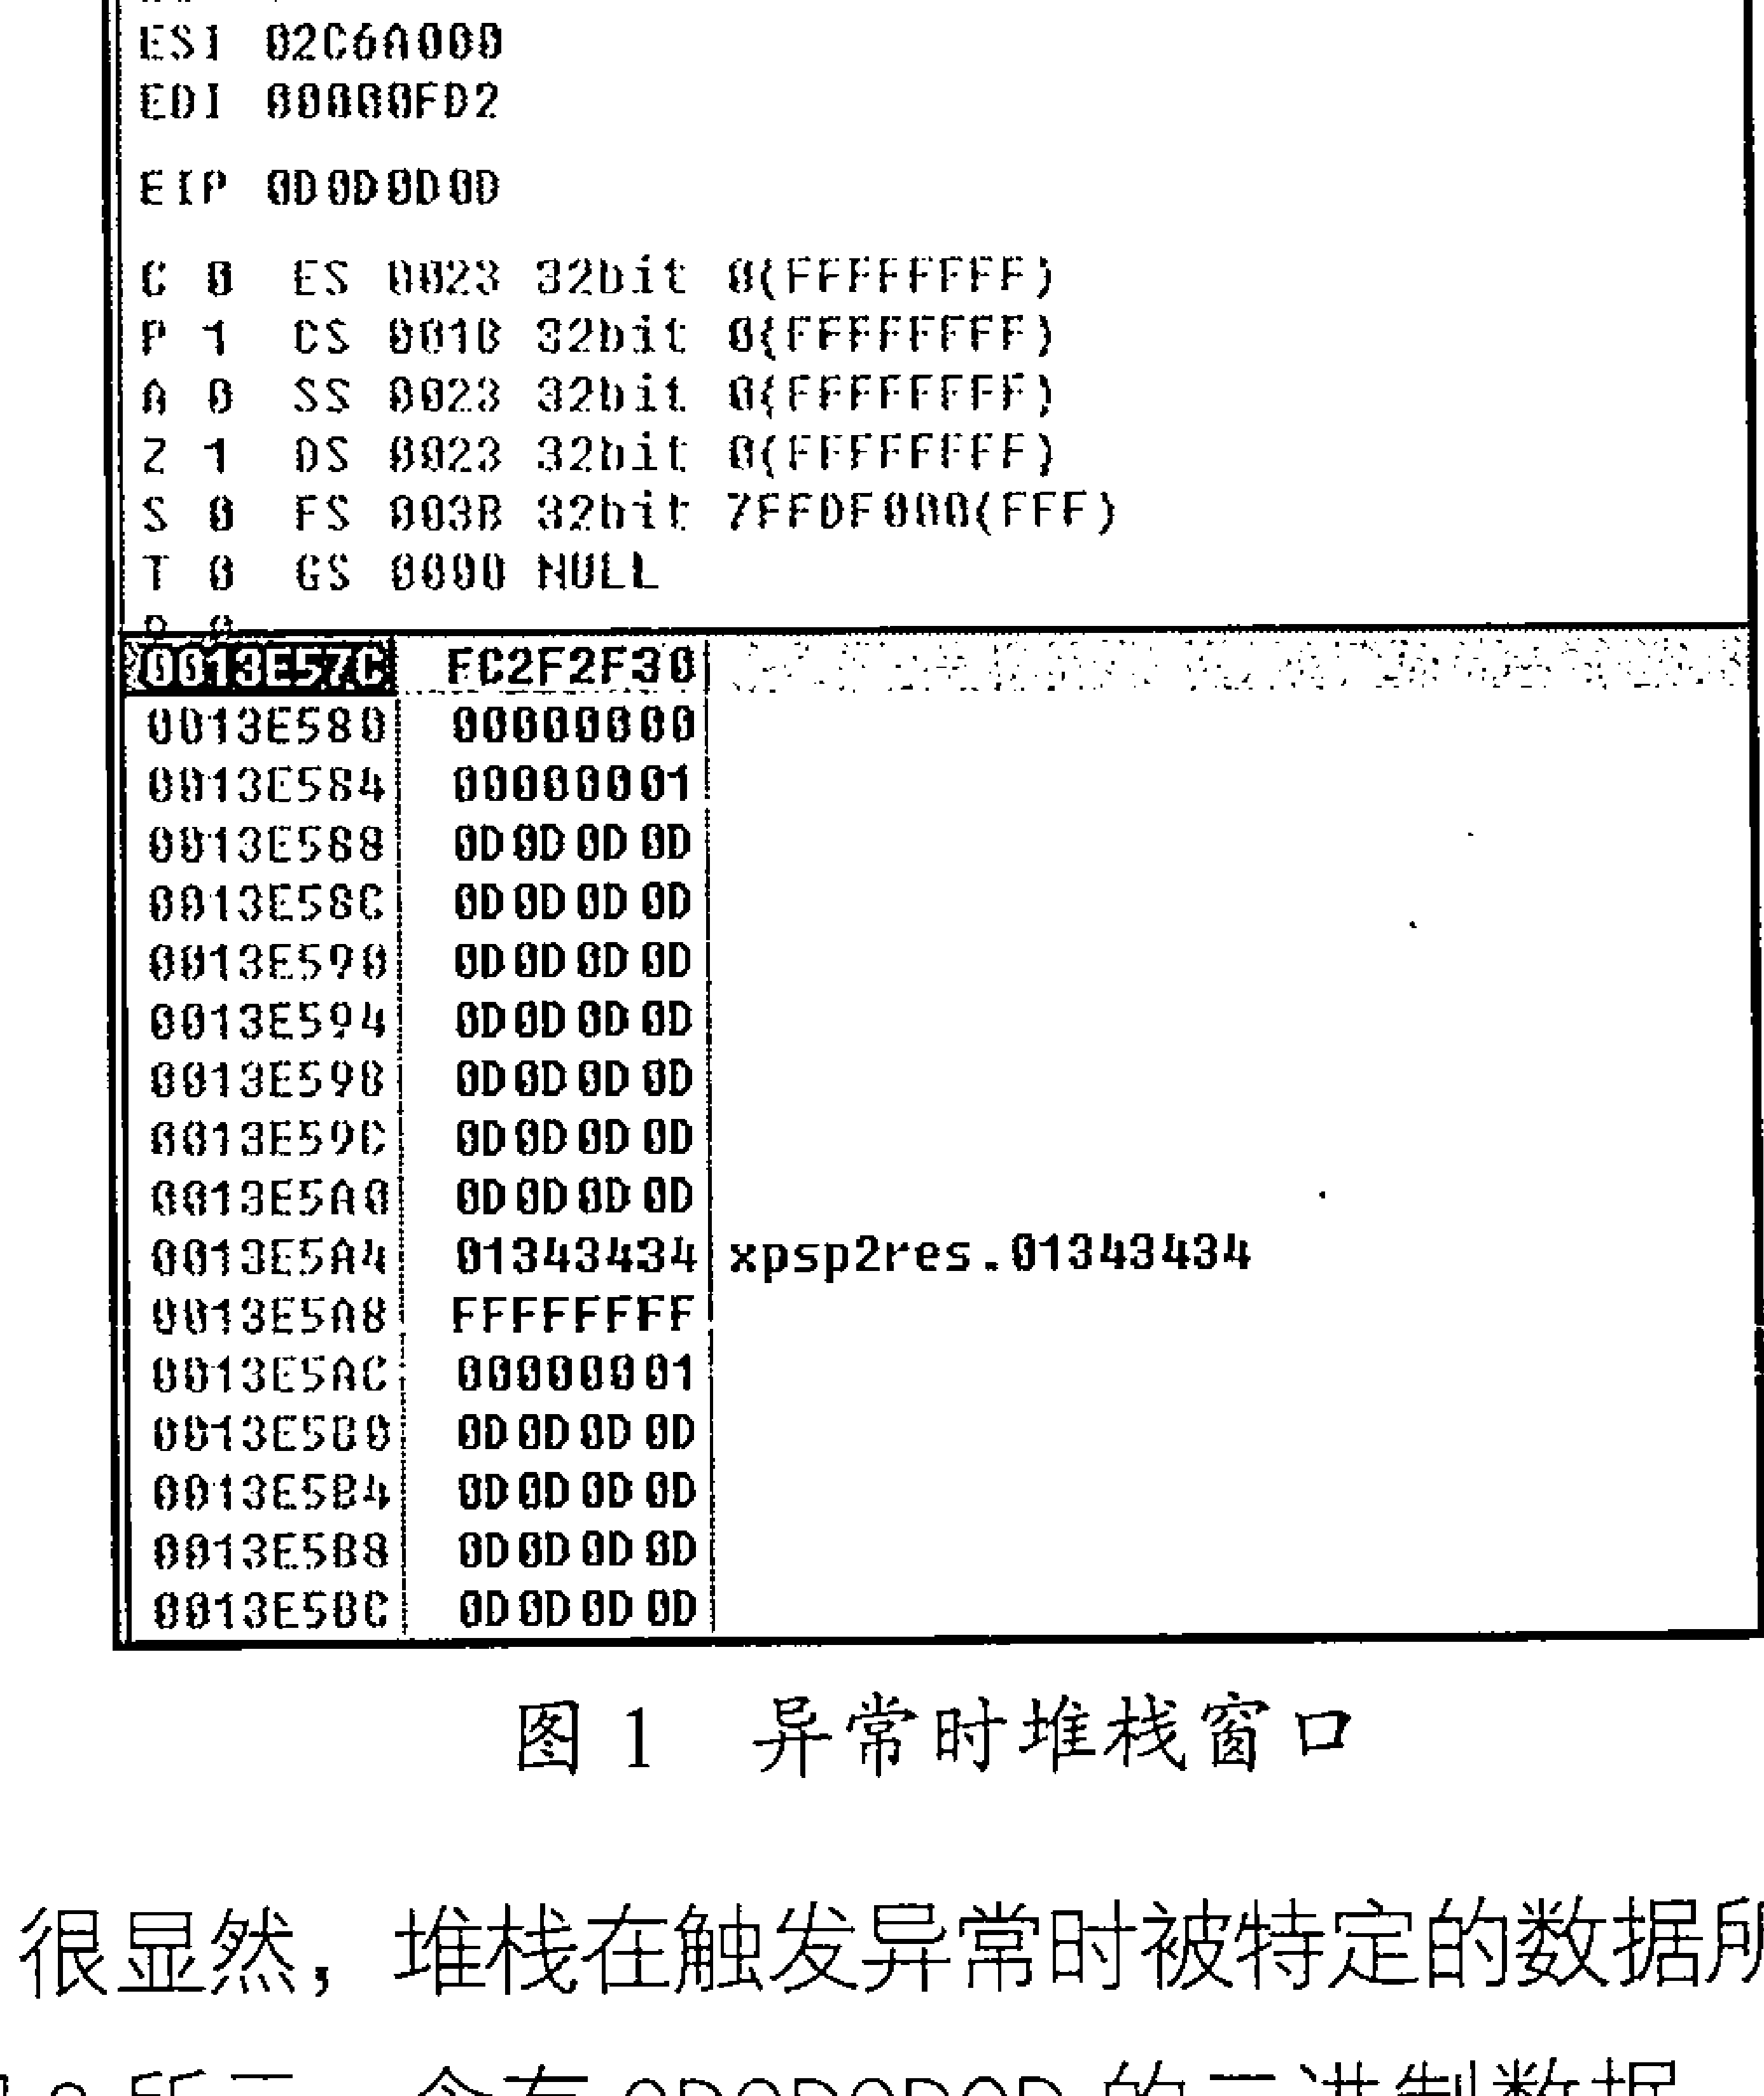 ESI 02C6A000
EDI 00000FD2
EIP 0D0D0D0D
C 0 ES 0023 32bit 0(FFFFFFFF)
P 1 CS 001B 32bit 0(FFFFFFFF)
A 0 SS 0023 32bit 0(FFFFFFFF)
Z 1 DS 0023 32bit 0(FFFFFFFF)
S 0 FS 003B 32bit 7FFDF000(FFF)
T 0 GS 0000 NULL
0013E57C FC2F2F30
0013E580 00000000
0013E584 00000001
0013E588 0D0D0D0D
0013E58C 0D0D0D0D
0013E590 0D0D0D0D
0013E594 0D0D0D0D
0013E598 0D0D0D0D
0013E59C 0D0D0D0D
0013E5A0 0D0D0D0D
0013E5A4 01343434 xpsp2res.01343434
0013E5A8 FFFFFFFF
0013E5AC 00000001
0013E5B0 0D0D0D0D
0013E5B4 0D0D0D0D
0013E5B8 0D0D0D0D
0013E5BC 0D0D0D0D
图 1 异常时堆栈窗口
很显然，堆栈在触发异常时被特定的数据所